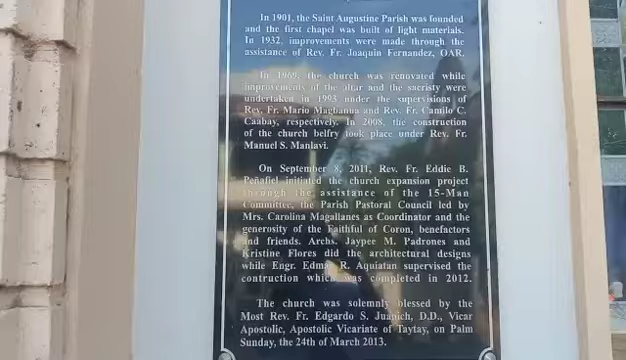 In 1901, the Saint Augustine Parish was founded
and the first chapel was built of light materials.
In 1932, improvements were made through the
assistance of Rev. Fr. Joaquin Fernandez, OAR.
In 1969, the church was renovated while
improvements of the altar and the sacristy were
undertaken in 1993 under the supervisions of
Rev. Fr. Mario Magbanua and Rev. Fr. Camilo C.
Caabay, respectively. In 2008, the construction
of the church belfry took place under Rev. Fr.
Manuel S. Manlavi.
On September 8, 2011, Rev. Fr. Eddie B.
Peñafiel initiated the church expansion project
through the assistance of the 15-Man
Committee, the Parish Pastoral Council led by
Mrs. Carolina Magallanes as Coordinator and the
generosity of the Faithful of Coron, benefactors
and friends. Archs. Jaypee M. Padrones and
Kristine Flores did the architectural designs
while Engr. Edmar R. Aquiatan supervised the
contruction which was completed in 2012.
The church was solemnly blessed by the
Most Rev. Fr. Edgardo S. Juanich, D.D., Vicar
Apostolic, Apostolic Vicariate of Taytay, on Palm
Sunday, the 24th of March 2013.